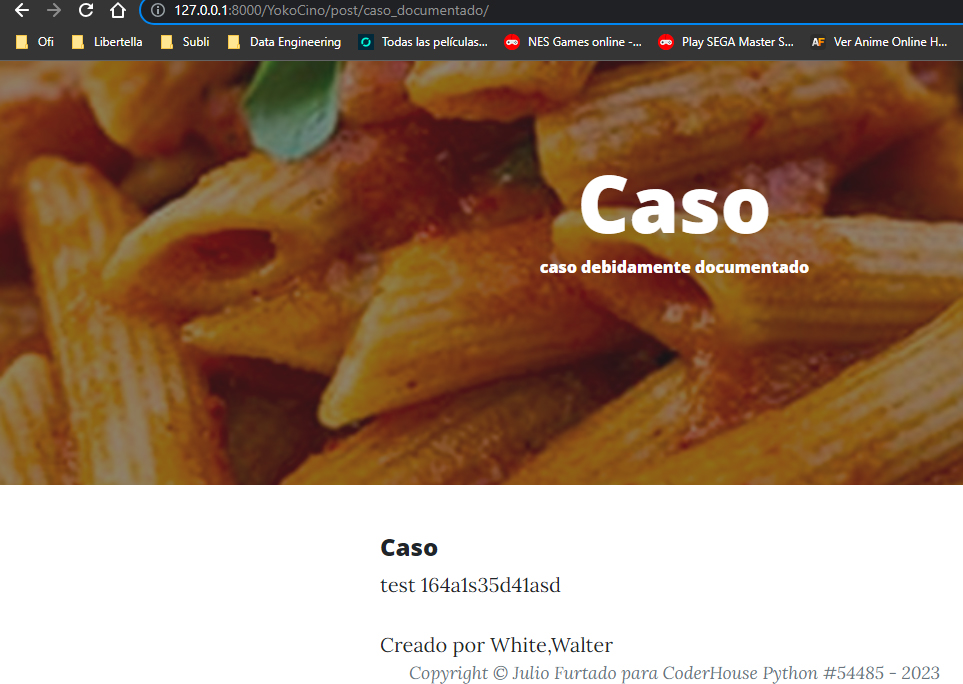 127.0.0.1:8000/YokoCino/post/caso_documentado/
Ofi Libertella Subli Data Engineering Todas las películas... NES Games online -... Play SEGA Master S... AF Ver Anime Online H...
Caso
caso debidamente documentado
Caso
test 164a1s35d41asd
Creado por White,Walter
Copyright © Julio Furtado para CoderHouse Python #54485 - 2023